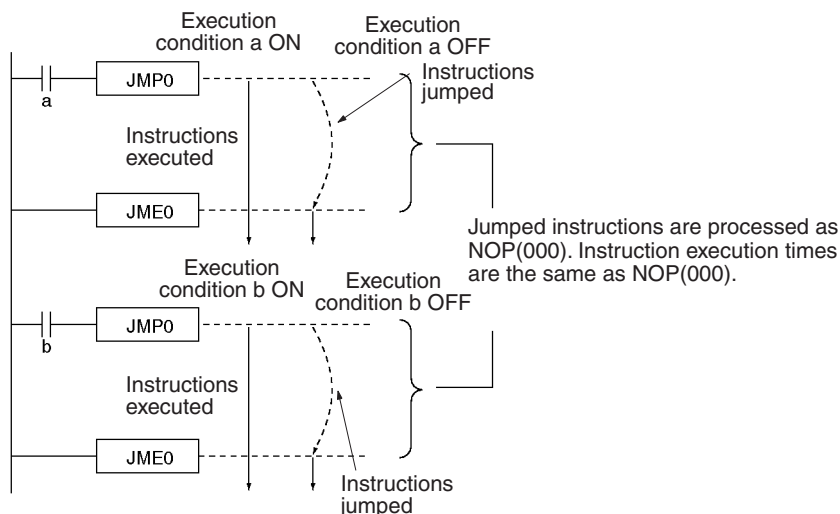 Execution
condition a ON
Execution
condition a OFF
JMP0
a
Instructions
jumped
Instructions
executed
JME0
Jumped instructions are processed as
NOP(000). Instruction execution times
are the same as NOP(000).
Execution
condition b ON
Execution
condition b OFF
JMP0
b
Instructions
executed
JME0
Instructions
jumped